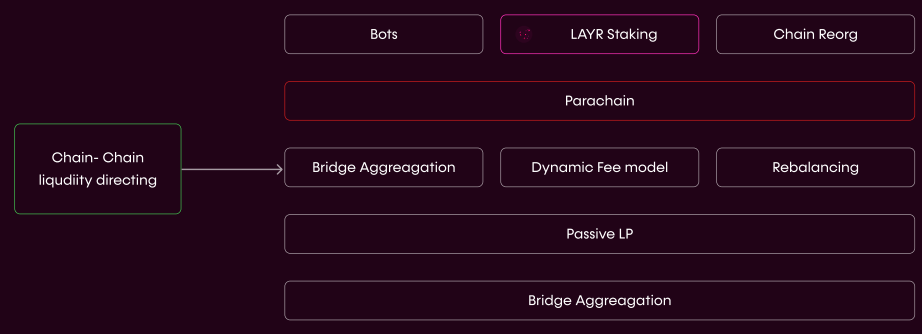 Bots
LAYR Staking
Chain Reorg
Parachain
Chain- Chain
liqudiity directing
Bridge Aggreagation
Dynamic Fee model
Rebalancing
Passive LP
Bridge Aggreagation